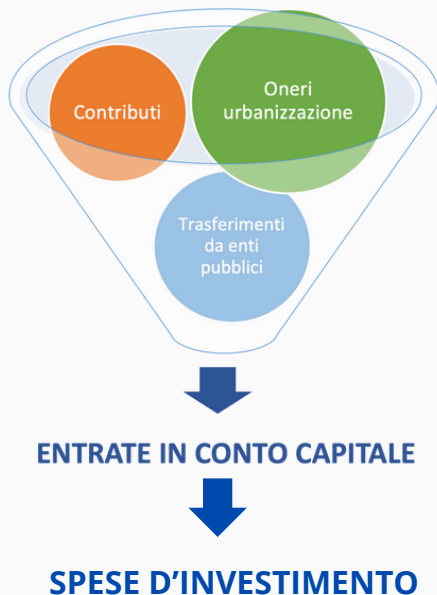 Contributi
Oneri
urbanizzazione
Trasferimenti
da enti
pubblici
ENTRATE IN CONTO CAPITALE
SPESE D'INVESTIMENTO